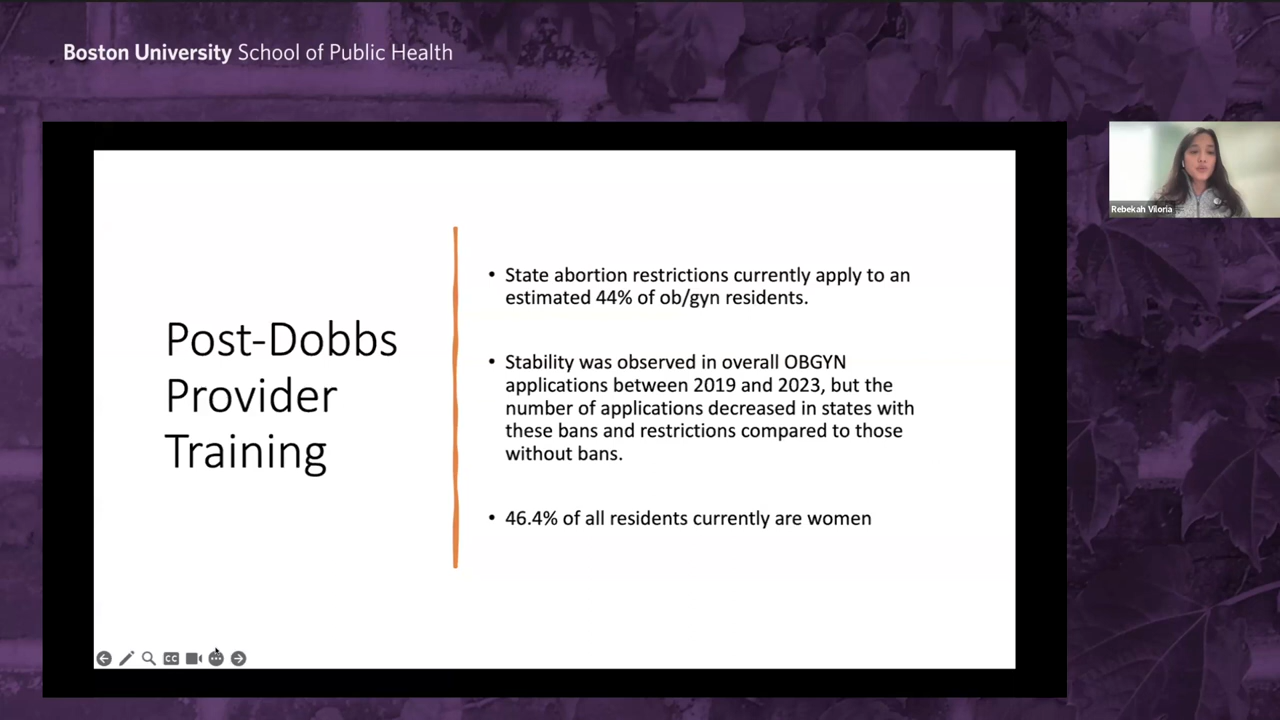 Boston University School of Public Health
Post-Dobbs
Provider
Training
• State abortion restrictions currently apply to an
estimated 44% of ob/gyn residents.
• Stability was observed in overall OBGYN
applications between 2019 and 2023, but the
number of applications decreased in states with
these bans and restrictions compared to those
without bans.
• 46.4% of all residents currently are women
CC
Rebekah Viloria